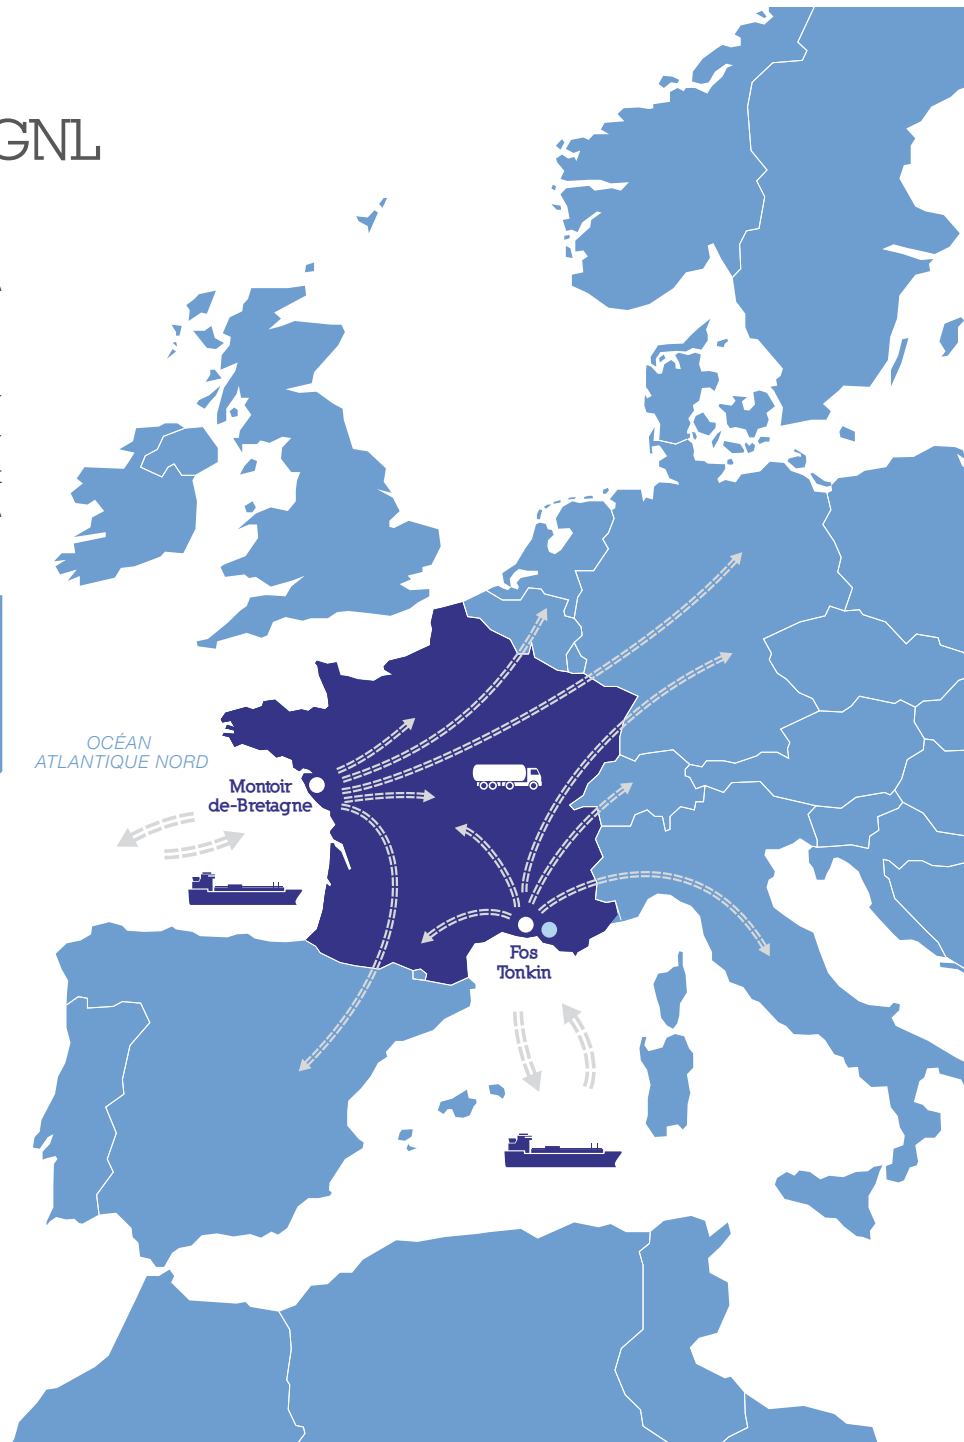 GNL
OCÉAN
ATLANTIQUE NORD
Montoir
de-Bretagne
Fos
Tonkin